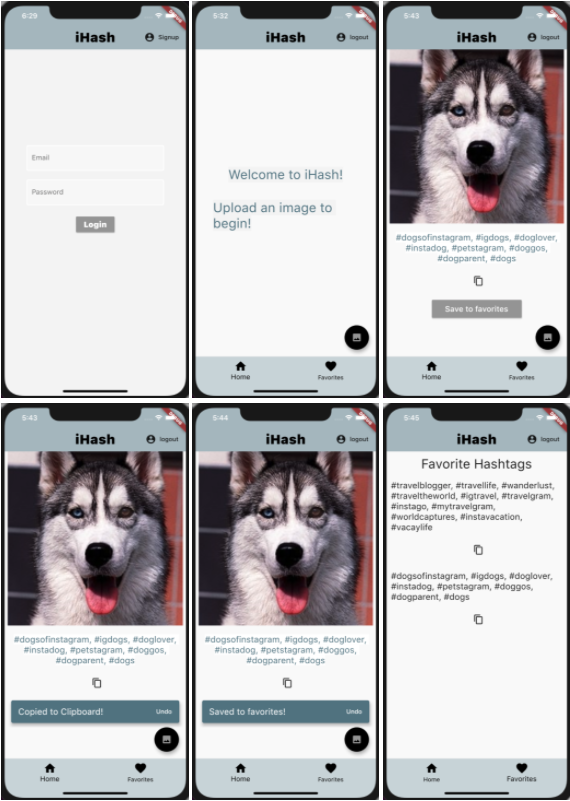 6:29
iHash
Signup
Email
Password
Login
5:32
iHash
logout
Welcome to iHash!
Upload an image to
begin!
Home
Favorites
5:43
iHash
logout
#dogsofinstagram, #igdogs, #doglover,
#instadog, #petstagram, #doggos,
#dogparent, #dogs
Save to favorites
Home
Favorites
5:43
iHash
logout
#dogsofinstagram, #igdogs, #doglover,
#instadog, #petstagram, #doggos,
#dogparent, #dogs
Copied to Clipboard!
Undo
Home
Favorites
5:44
iHash
logout
#dogsofinstagram, #igdogs, #doglover,
#instadog, #petstagram, #doggos,
#dogparent, #dogs
Saved to favorites!
Undo
Home
Favorites
5:45
iHash
logout
Favorite Hashtags
#travelblogger, #travellife, #wanderlust,
#traveltheworld, #igtravel, #travelgram,
#instago, #mytravelgram,
#worldcaptures, #instavacation,
#vacaylife
#dogsofinstagram, #igdogs, #doglover,
#instadog, #petstagram, #doggos,
#dogparent, #dogs
Home
Favorites